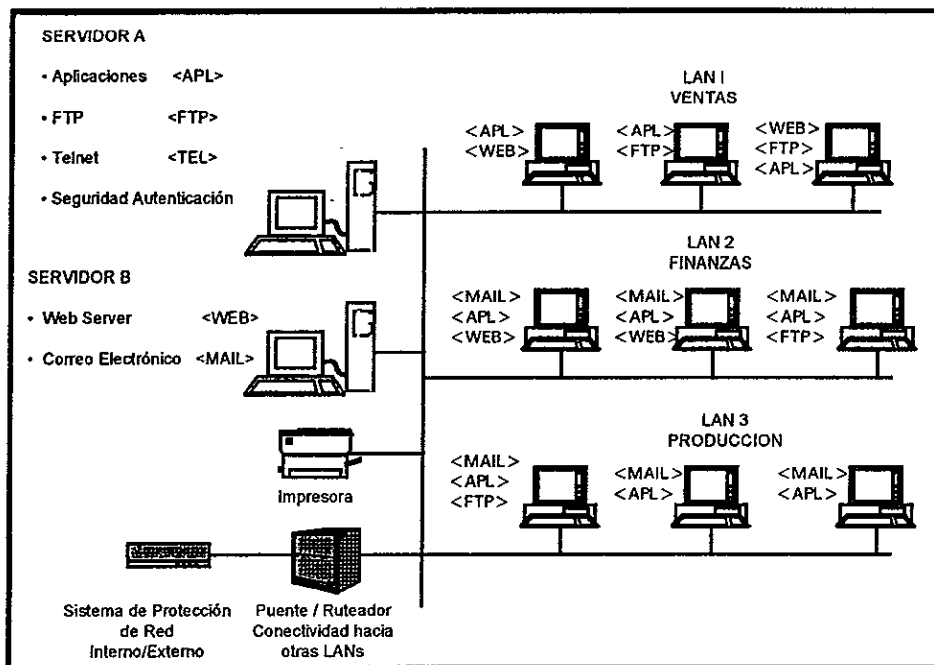 SERVIDOR A
• Aplicaciones <APL>
• FTP <FTP>
• Telnet <TEL>
• Seguridad Autenticación
SERVIDOR B
• Web Server <WEB>
• Correo Electrónico <MAIL>
Impresora
Sistema de Protección
de Red
Interno/Externo
Puente / Ruteador
Conectividad hacia
otras LANs
LAN I
VENTAS
<APL>
<WEB>
<APL>
<FTP>
<WEB>
<FTP>
<APL>
LAN 2
FINANZAS
<MAIL>
<APL>
<WEB>
<MAIL>
<APL>
<WEB>
<MAIL>
<APL>
<FTP>
LAN 3
PRODUCCION
<MAIL>
<APL>
<FTP>
<MAIL>
<APL>
<MAIL>
<APL>